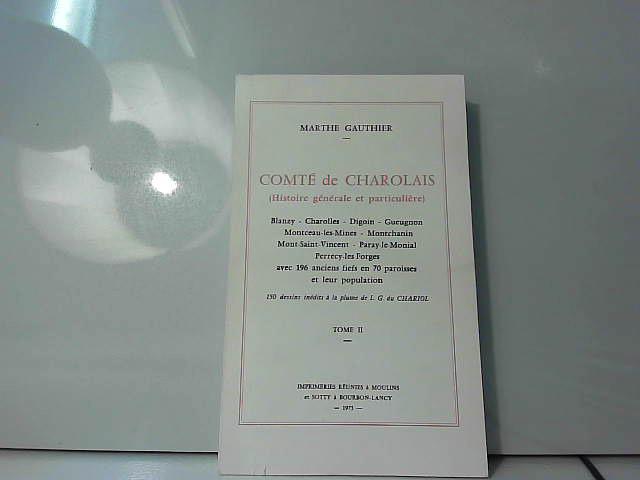 MARTHE GAUTHIER
COMTÉ de CHAROLAIS
(Histoire générale et particulière)
Blanzy - Charolles - Digoin - Gueugnon
Montceau-les-Mines - Montchanin
Mont-Saint-Vincent - Paray-le-Monial
Perrecy-les-Forges
avec 196 anciens fiefs en 70 paroisses
et leur population
150 dessins inédits à la plume de L. G. du CHARIOL
TOME II
IMPRIMERIES RÉUNIES à MOULINS
et SOTTY à BOURBON-LANCY
— 1973 —